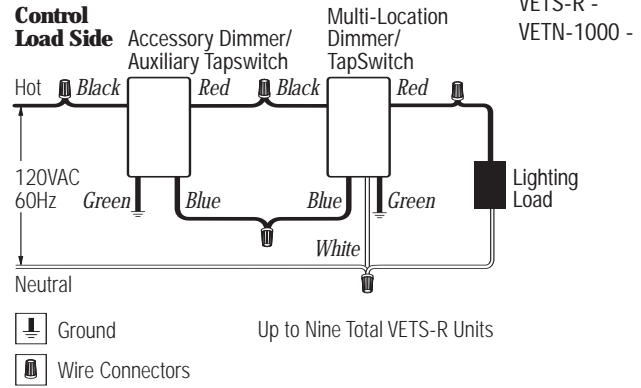 Control
Load Side
Accessory Dimmer/
Auxiliary Tapswitch
Multi-Location
Dimmer/
TapSwitch
VETS-R -
VETN-1000 -
Hot
Black
Red
Black
Red
120VAC
60Hz
Green
Blue
Blue
Green
Lighting
Load
White
Neutral
Ground
Up to Nine Total VETS-R Units
Wire Connectors